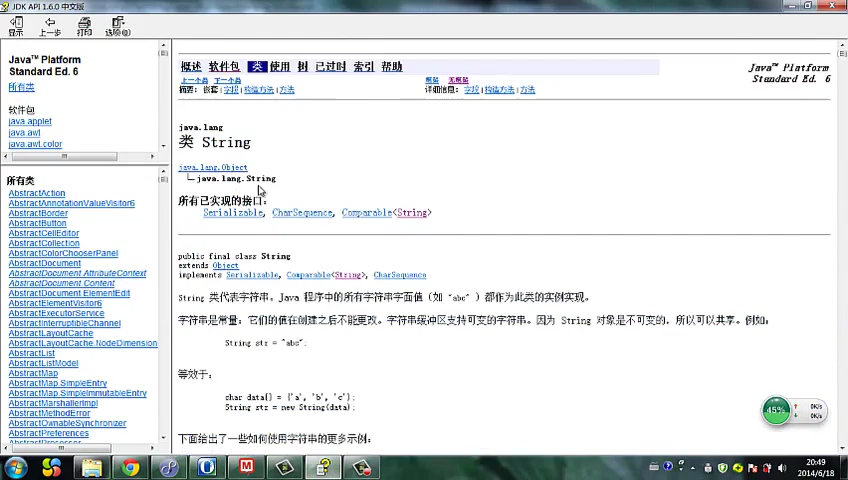 JDK API 1.6.0 中文版
显示 上一步 打印 选项(O)
Java™ Platform
Standard Ed. 6
所有类
软件包
java.applet
java.awt
java.awt.color
所有类
AbstractAction
AbstractAnnotationValueVisitor6
AbstractBorder
AbstractButton
AbstractCellEditor
AbstractCollection
AbstractColorChooserPanel
AbstractDocument
AbstractDocument.AttributeContext
AbstractDocument.Content
AbstractDocument.ElementEdit
AbstractElementVisitor6
AbstractExecutorService
AbstractInterruptibleChannel
AbstractLayoutCache
AbstractLayoutCache.NodeDimension
AbstractList
AbstractListModel
AbstractMap
AbstractMap.SimpleEntry
AbstractMap.SimpleImmutableEntry
AbstractMarshallerImpl
AbstractMethodError
AbstractOwnableSynchronizer
AbstractPreferences
AbstractProcessor
概述 软件包 类 使用 树 已过时 索引 帮助
Java™ Platform
Standard Ed. 6
上一个类 下一个类 框架 无框架
摘要: 嵌套 | 字段 | 构造方法 | 方法 详细信息: 字段 | 构造方法 | 方法
java.lang
类 String
java.lang.Object
java.lang.String
所有已实现的接口:
Serializable, CharSequence, Comparable<String>
public final class String
extends Object
implements Serializable, Comparable<String>, CharSequence
String 类代表字符串。Java 程序中的所有字符串字面值(如 "abc" )都作为此类的实例实现。
字符串是常量; 它们的值在创建之后不能更改。字符串缓冲区支持可变的字符串。因为 String 对象是不可变的, 所以可以共享。例如:
String str = "abc";
等效于:
char data[] = {'a', 'b', 'c'};
String str = new String(data);
下面给出了一些如何使用字符串的更多示例:
45%
0K/s
0K/s
20:49
2014/6/18